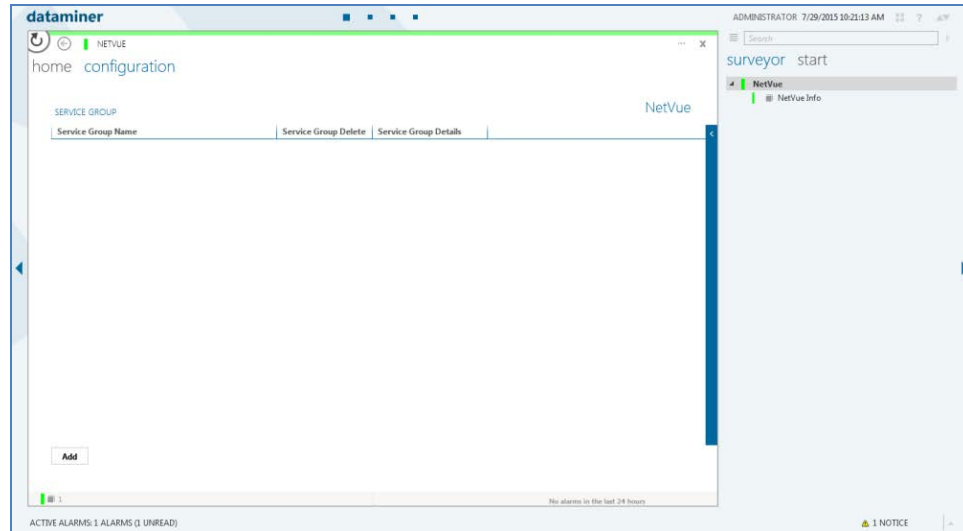 dataminer
ADMINISTRATOR 7/29/2015 10:21:13 AM ?
NETVUE ... X
Search
home configuration
surveyor start
NetVue
NetVue Info
SERVICE GROUP
NetVue
Service Group Name Service Group Delete Service Group Details
Add
1
No alarms in the last 24 hours
ACTIVE ALARMS: 1 ALARMS (1 UNREAD)
1 NOTICE